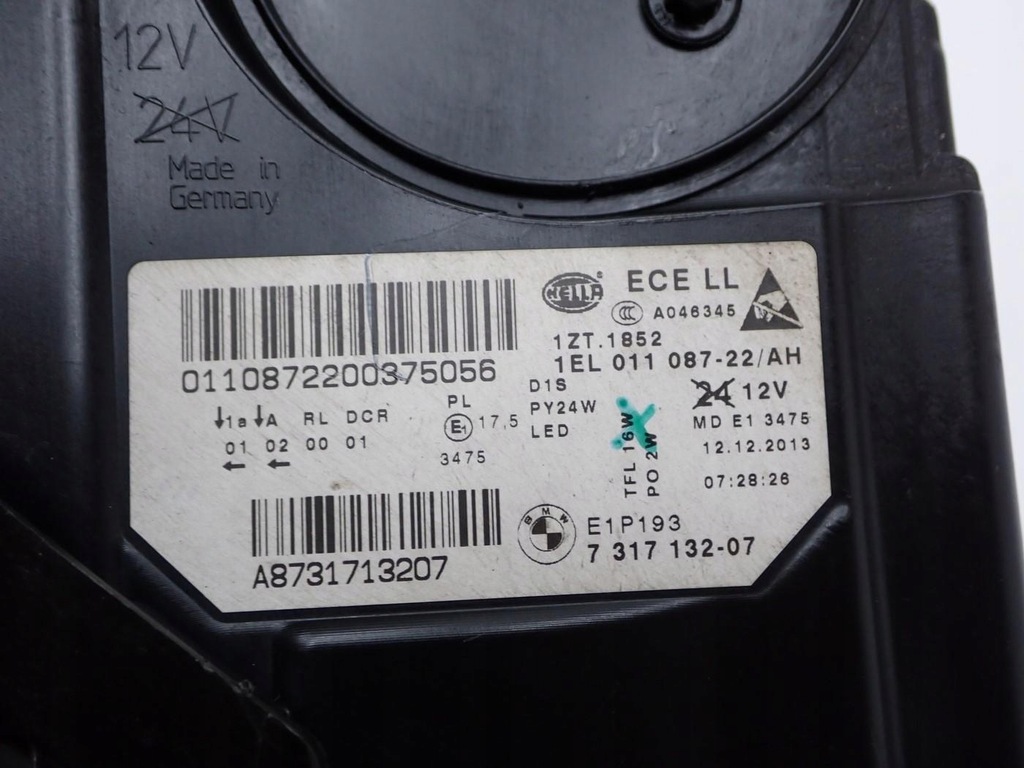 12V
24V
Made in
Germany
HELLA ® ECE LL
CCC A046345
1ZT.1852
1EL 011 087-22/AH
0110872200375056
D1S
PY24W
LED
24 12V
MD E1 3475
12.12.2013
07:28:26
TFL 16W
PO 2W
↓1a ↓A RL DCR PL
01 02 00 01 E1 17,5
← ← 3475
BMW
E1P193
7 317 132-07
A8731713207